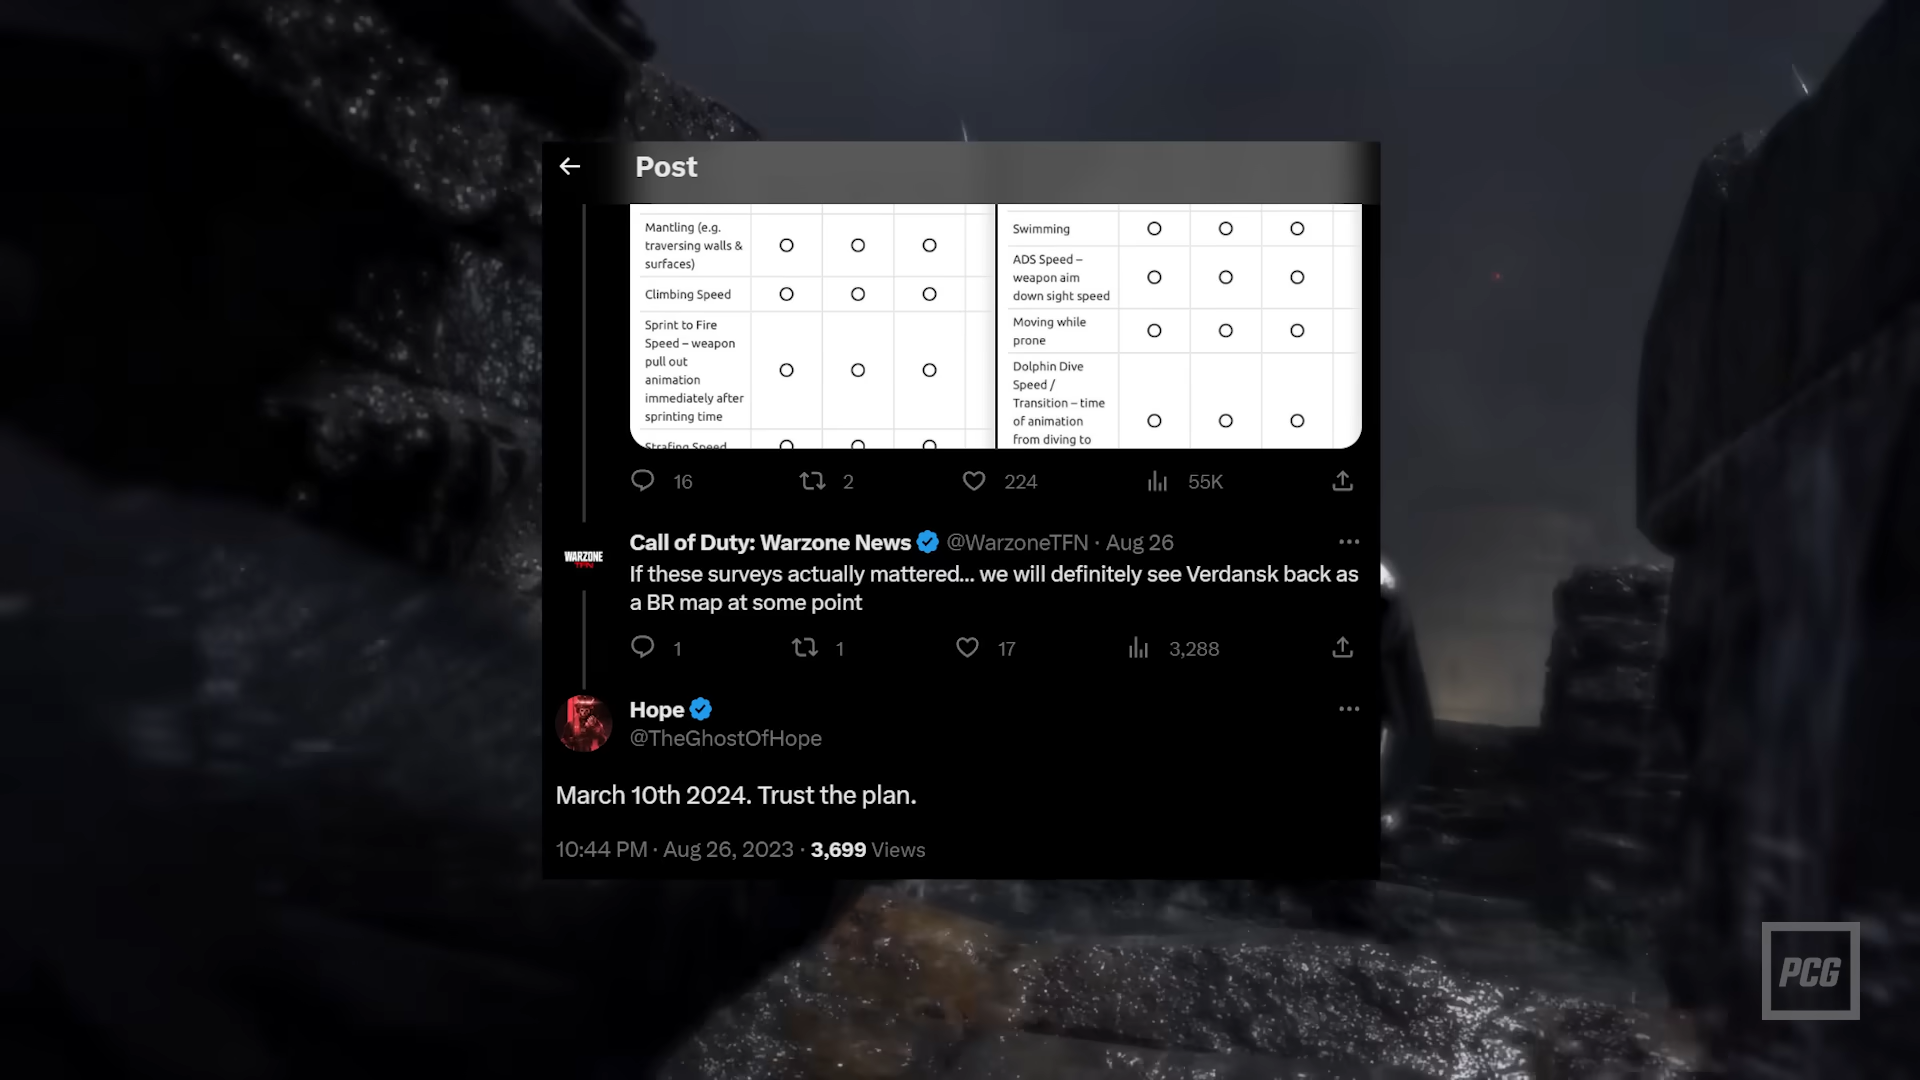 Post
Mantling (e.g.
traversing walls &
surfaces)
Climbing Speed
Sprint to Fire
Speed – weapon
pull out
animation
immediately after
sprinting time
Strafing Speed
Swimming
ADS Speed –
weapon aim
down sight speed
Moving while
prone
Dolphin Dive
Speed /
Transition – time
of animation
from diving to
16 2 224 55K
Call of Duty: Warzone News @WarzoneTFN · Aug 26
WARZONE
TFN
If these surveys actually mattered... we will definitely see Verdansk back as
a BR map at some point
1 1 17 3,288
Hope
@TheGhostOfHope
March 10th 2024. Trust the plan.
10:44 PM · Aug 26, 2023 · 3,699 Views
PCG